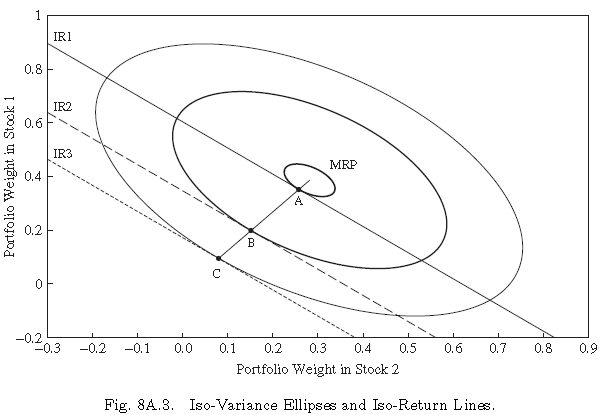 1
0.8
0.6
0.4
0.2
0
−0.2
Portfolio Weight in Stock 1
IR1
IR2
IR3
MRP
A
B
C
−0.3 −0.2 −0.1 0.0 0.1 0.2 0.3 0.4 0.5 0.6 0.7 0.8 0.9
Portfolio Weight in Stock 2
Fig. 8A.3. Iso-Variance Ellipses and Iso-Return Lines.